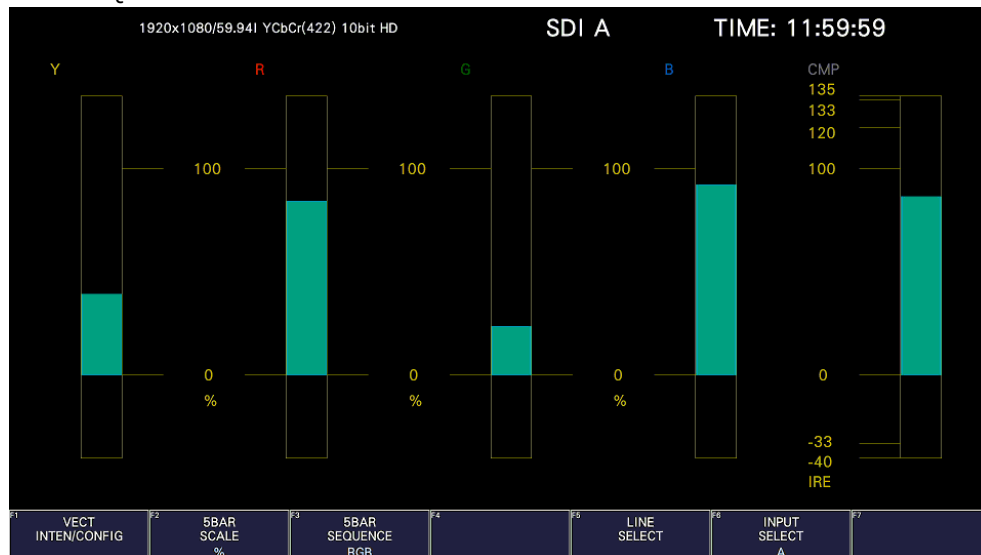 1920x1080/59.94I YCbCr(422) 10bit HD
SDI A
TIME: 11:59:59
Y
R
G
B
CMP
135
133
120
100
100
100
100
0
0
0
0
%
%
%
-33
-40
IRE
F1 VECT
INTEN/CONFIG
F2 5BAR
SCALE
%
F3 5BAR
SEQUENCE
RGB
F4
F5 LINE
SELECT
F6 INPUT
SELECT
A
F7